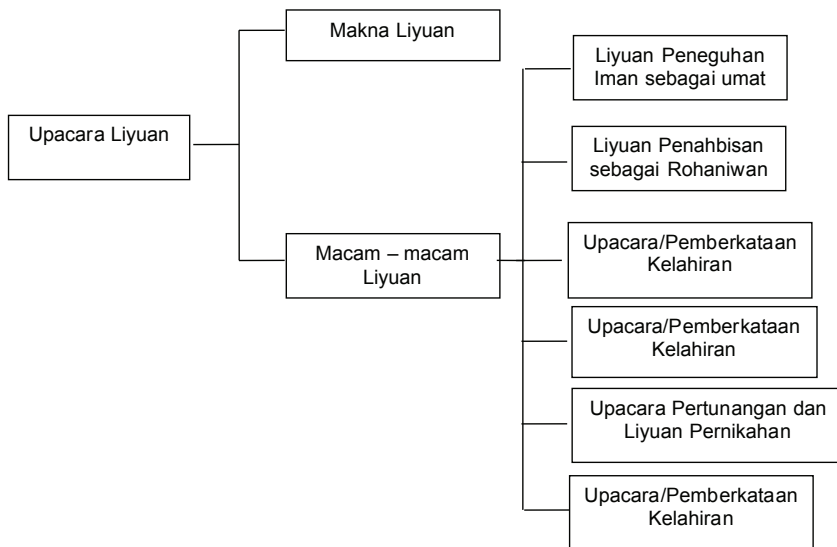 Upacara Liyuan
Makna Liyuan
Macam – macam
Liyuan
Liyuan Peneguhan
Iman sebagai umat
Liyuan Penahbisan
sebagai Rohaniwan
Upacara/Pemberkataan
Kelahiran
Upacara/Pemberkataan
Kelahiran
Upacara Pertunangan dan
Liyuan Pernikahan
Upacara/Pemberkataan
Kelahiran